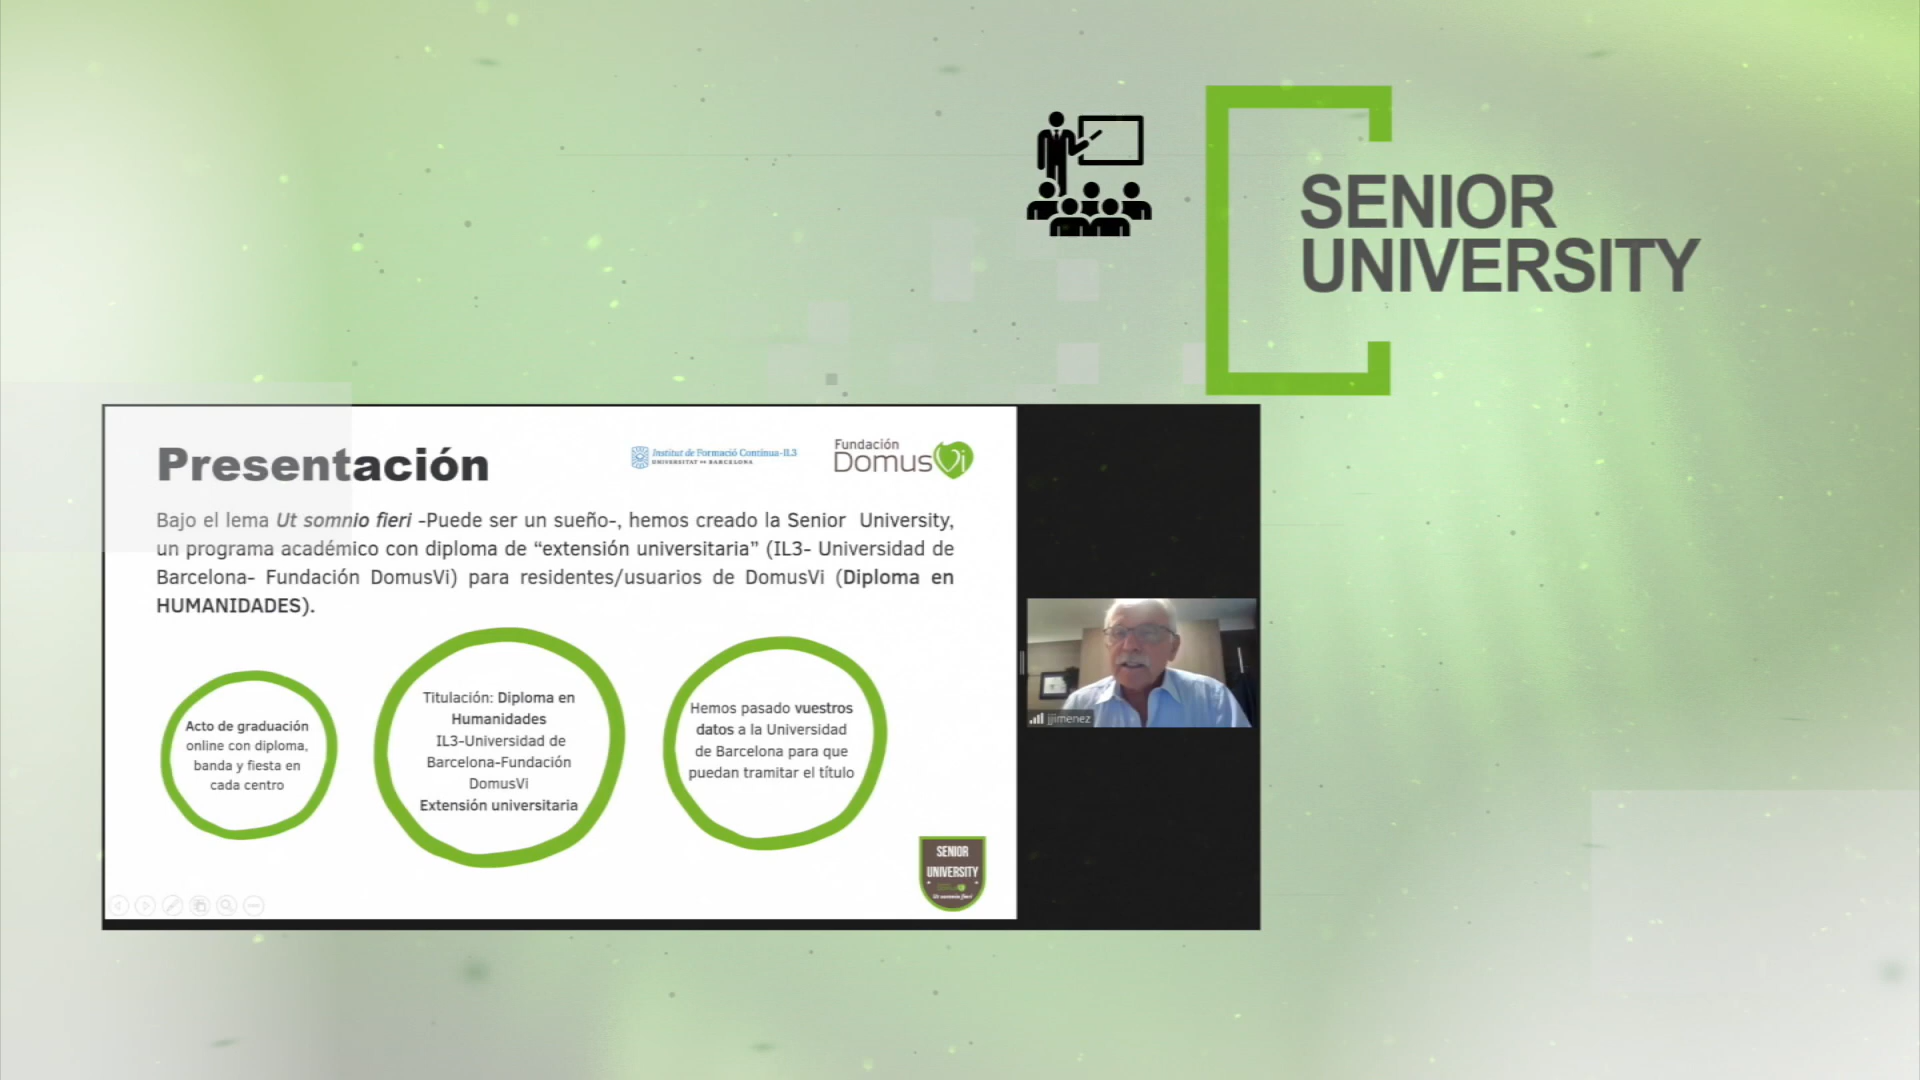 SENIOR
UNIVERSITY
Presentación
Institut de Formació Contínua-IL3
UNIVERSITAT DE BARCELONA
Fundación
DomusVi
Bajo el lema Ut somnio fieri -Puede ser un sueño-, hemos creado la Senior University,
un programa académico con diploma de “extensión universitaria” (IL3- Universidad de
Barcelona- Fundación DomusVi) para residentes/usuarios de DomusVi (Diploma en
HUMANIDADES).
Acto de graduación
online con diploma,
banda y fiesta en
cada centro
Titulación: Diploma en
Humanidades
IL3-Universidad de
Barcelona-Fundación
DomusVi
Extensión universitaria
Hemos pasado vuestros
datos a la Universidad
de Barcelona para que
puedan tramitar el título
jjimenez
SENIOR
UNIVERSITY
DomusVi
Ut somnio fieri